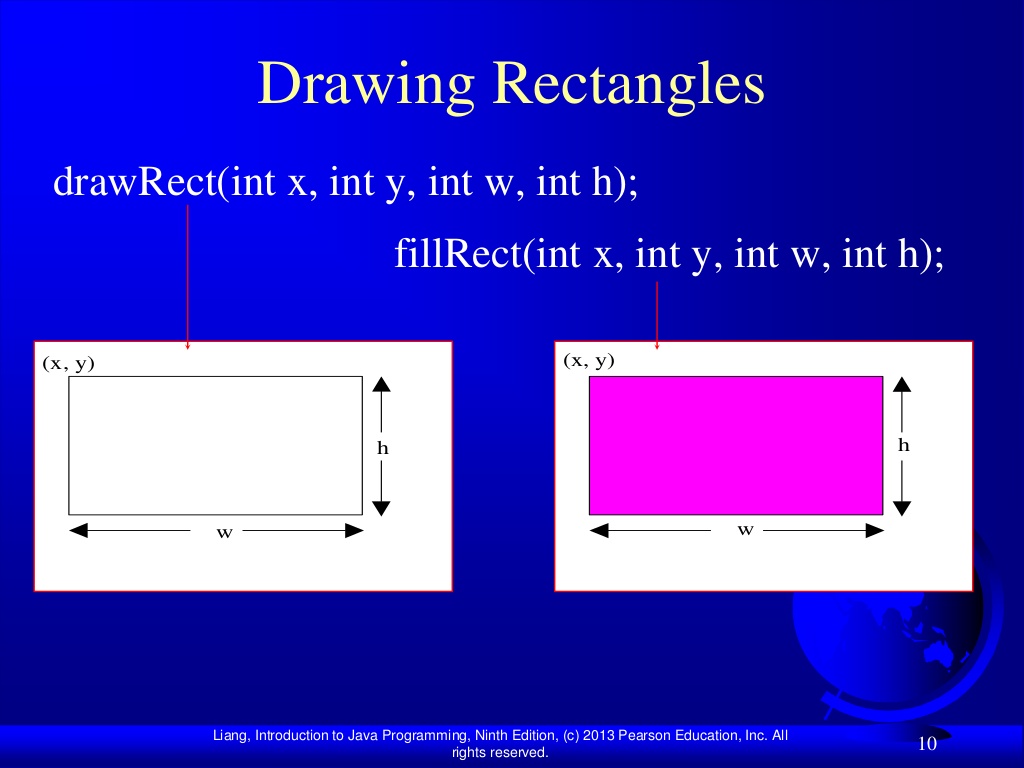 Drawing Rectangles
drawRect(int x, int y, int w, int h);
fillRect(int x, int y, int w, int h);
(x, y)
h
w
(x, y)
h
w
Liang, Introduction to Java Programming, Ninth Edition, (c) 2013 Pearson Education, Inc. All
rights reserved.
10